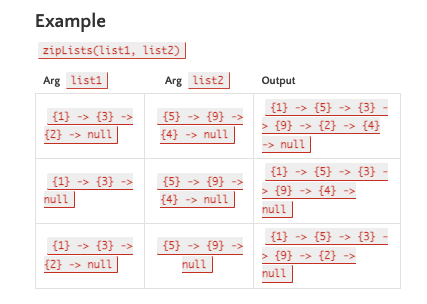 Example
zipLists(list1, list2)
Arg list1 Arg list2 Output
{1} -> {3} ->
{2} -> null
{5} -> {9} ->
{4} -> null
{1} -> {5} -> {3} -
> {9} -> {2} -> {4}
-> null
{1} -> {3} ->
null
{5} -> {9} ->
{4} -> null
{1} -> {5} -> {3} -
> {9} -> {4} ->
null
{1} -> {3} ->
{2} -> null
{5} -> {9} ->
null
{1} -> {5} -> {3} -
> {9} -> {2} ->
null